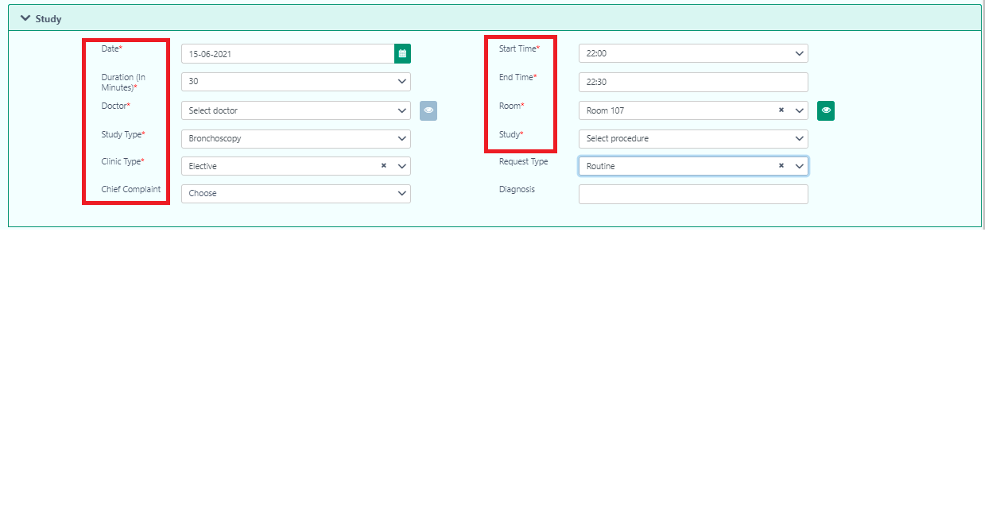 Study
Date* 15-06-2021 Start Time* 22:00
Duration (In Minutes)* 30 End Time* 22:30
Doctor* Select doctor Room* Room 107
Study Type* Bronchoscopy Study* Select procedure
Clinic Type* Elective Request Type Routine
Chief Complaint Choose Diagnosis